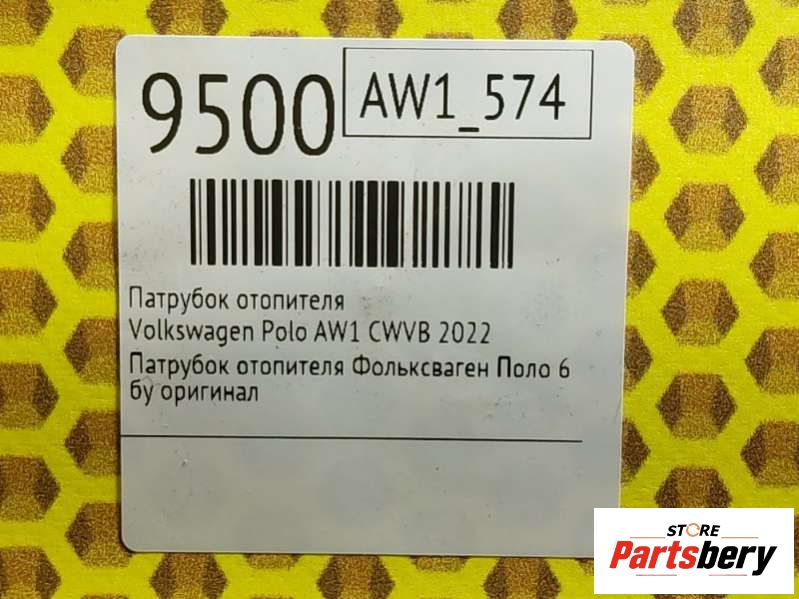 9500
AW1_574
Патрубок отопителя
Volkswagen Polo AW1 CWVB 2022
Патрубок отопителя Фольксваген Поло 6
бу оригинал
STORE
Partsbery